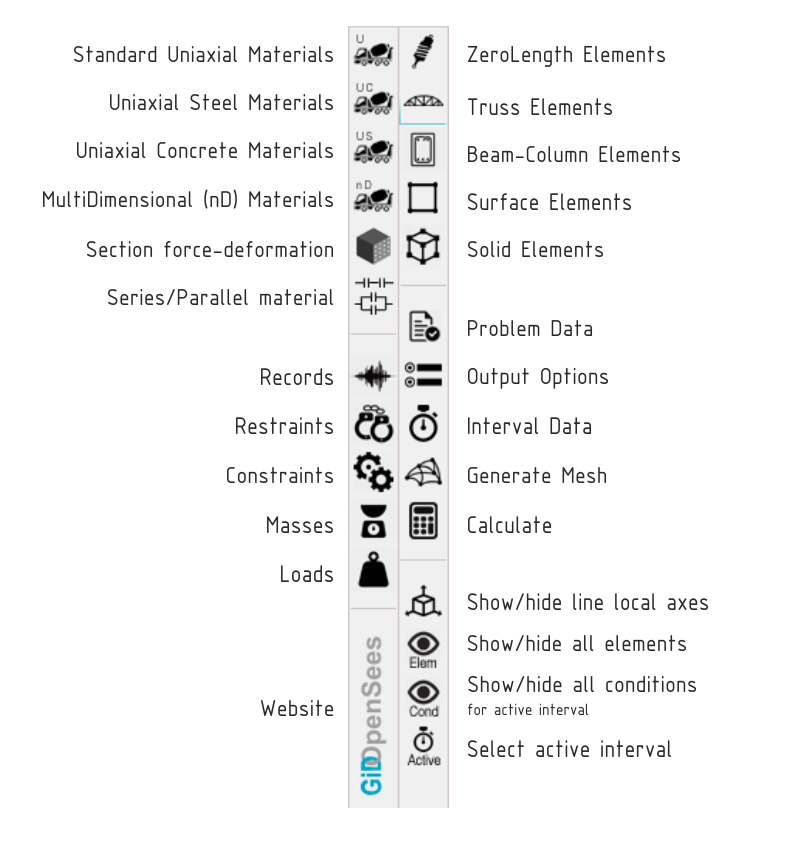 Standard Uniaxial Materials
U
ZeroLength Elements
Uniaxial Steel Materials
UC
Truss Elements
Uniaxial Concrete Materials
US
Beam-Column Elements
MultiDimensional (nD) Materials
nD
Surface Elements
Section force-deformation
Solid Elements
Series/Parallel material
Problem Data
Records
Output Options
Restraints
Interval Data
Constraints
Generate Mesh
Masses
Calculate
Loads
Show/hide line local axes
Show/hide all elements
Elem
Show/hide all conditions
for active interval
Cond
Website
GiDOpenSees
Select active interval
Active